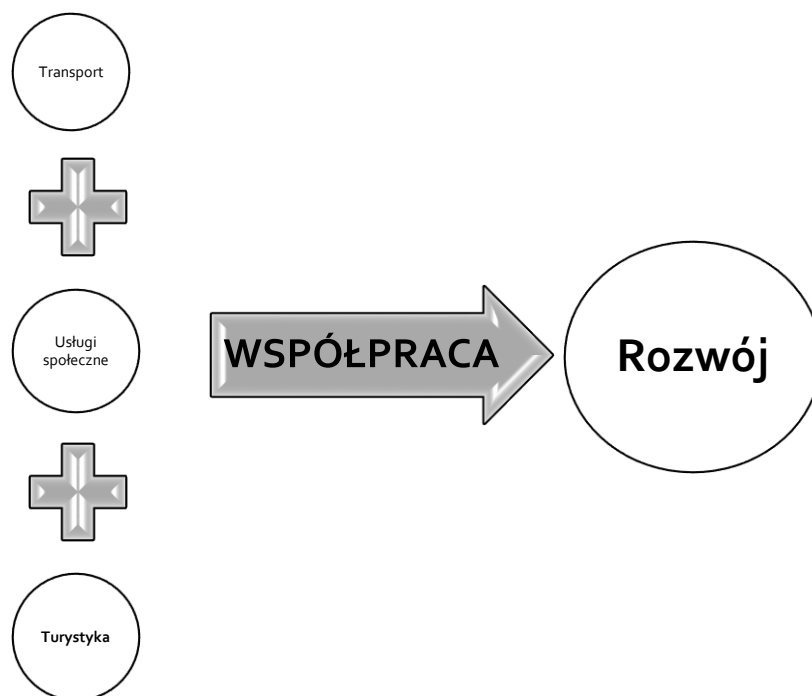 Transport
Usługi
społeczne
WSPÓŁPRACA
Rozwój
Turystyka